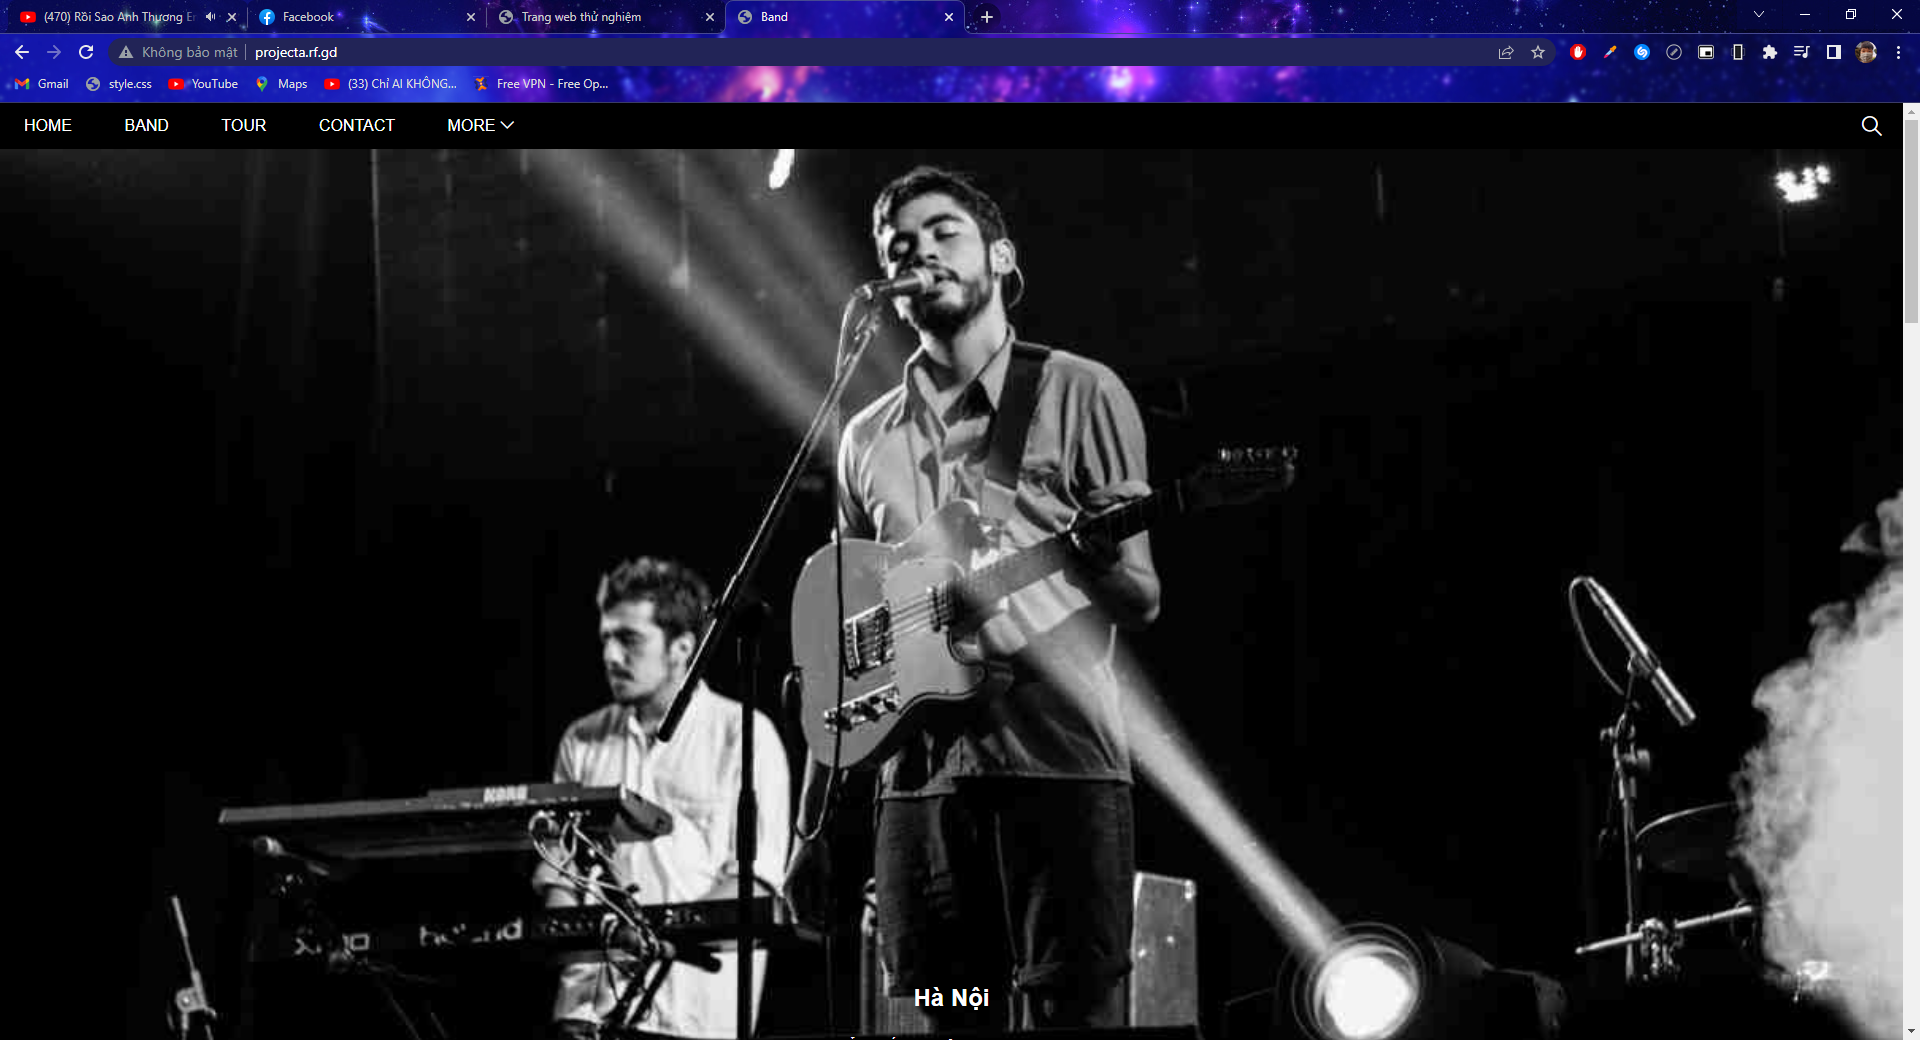 (470) Rồi Sao Anh Thương Em
Facebook
Trang web thử nghiệm
Band
Không bảo mật
projecta.rf.gd
Gmail
style.css
YouTube
Maps
(33) Chỉ AI KHÔNG...
Free VPN - Free Op...
HOME
BAND
TOUR
CONTACT
MORE
KORG
Hà Nội